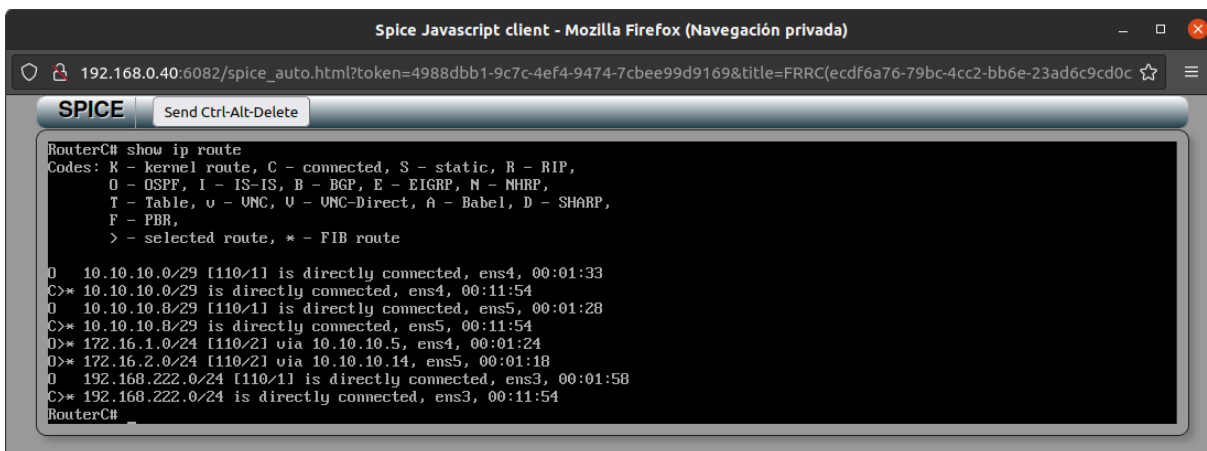 Spice Javascript client - Mozilla Firefox (Navegación privada)
192.168.0.40:6082/spice_auto.html?token=4988dbb1-9c7c-4ef4-9474-7cbee99d9169&title=FRRC(ecdf6a76-79bc-4cc2-bb6e-23ad6c9cd0c
SPICE Send Ctrl-Alt-Delete
RouterC# show ip route
Codes: K - kernel route, C - connected, S - static, R - RIP,
O - OSPF, I - IS-IS, B - BGP, E - EIGRP, N - NHRP,
T - Table, v - VNC, V - VNC-Direct, A - Babel, D - SHARP,
F - PBR,
> - selected route, * - FIB route
O   10.10.10.0/29 [110/1] is directly connected, ens4, 00:01:33
C>* 10.10.10.0/29 is directly connected, ens4, 00:11:54
O   10.10.10.8/29 [110/1] is directly connected, ens5, 00:01:28
C>* 10.10.10.8/29 is directly connected, ens5, 00:11:54
O>* 172.16.1.0/24 [110/2] via 10.10.10.5, ens4, 00:01:24
O>* 172.16.2.0/24 [110/2] via 10.10.10.14, ens5, 00:01:18
O   192.168.222.0/24 [110/1] is directly connected, ens3, 00:01:58
C>* 192.168.222.0/24 is directly connected, ens3, 00:11:54
RouterC# _